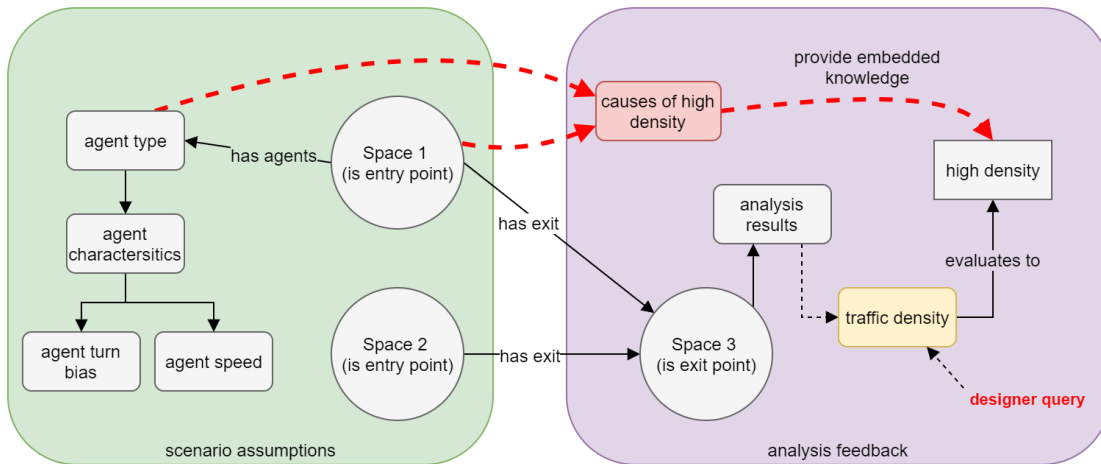 provide embedded
knowledge
causes of high
density
agent type
has agents
Space 1
(is entry point)
high density
analysis
results
has exit
agent
charactersitics
evaluates to
traffic density
agent turn
bias
agent speed
Space 2
(is entry point)
has exit
Space 3
(is exit point)
designer query
scenario assumptions
analysis feedback